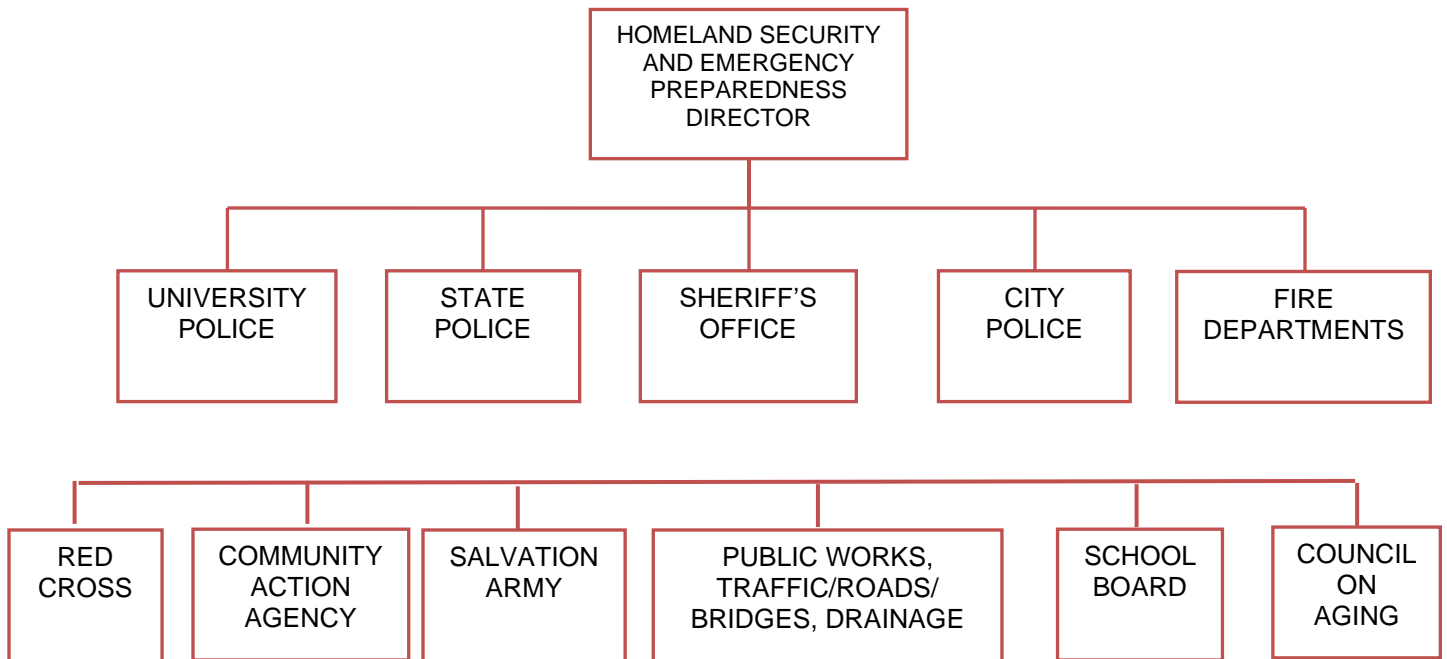 HOMELAND SECURITY
AND EMERGENCY
PREPAREDNESS
DIRECTOR
UNIVERSITY
POLICE
STATE
POLICE
SHERIFF’S
OFFICE
CITY
POLICE
FIRE
DEPARTMENTS
RED
CROSS
COMMUNITY
ACTION
AGENCY
SALVATION
ARMY
PUBLIC WORKS,
TRAFFIC/ROADS/
BRIDGES, DRAINAGE
SCHOOL
BOARD
COUNCIL
ON
AGING